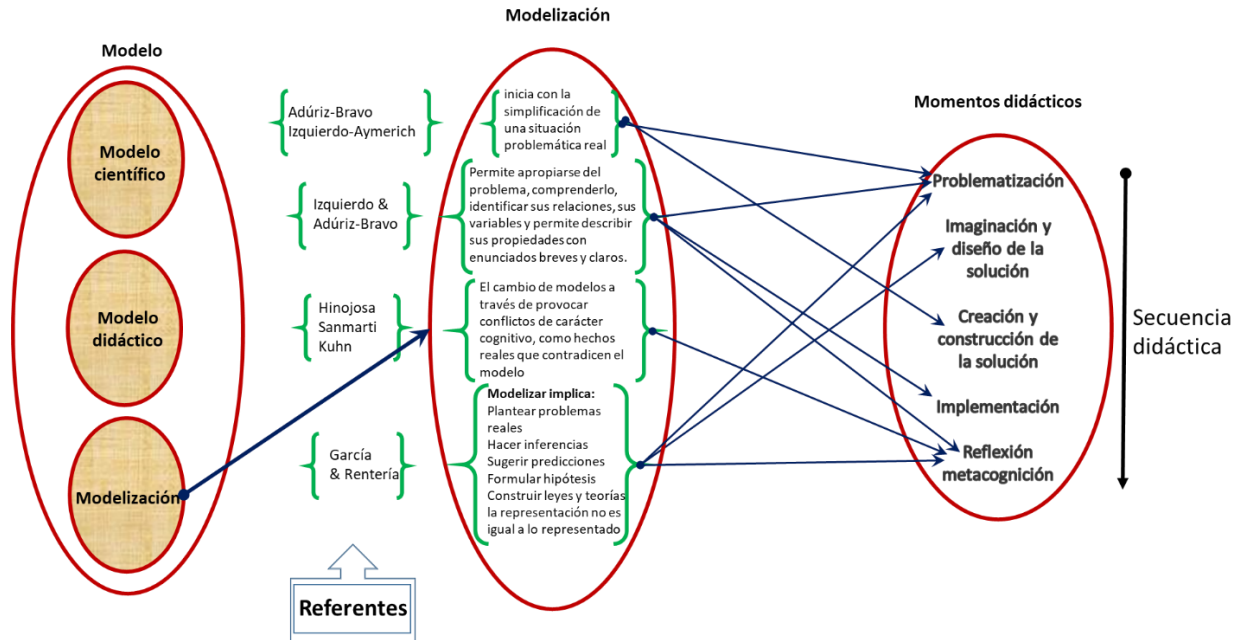 Modelo
Modelo
científico
Modelo
didáctico
Modelización
Adúriz-Bravo
Izquierdo-Aymerich
Izquierdo &
Adúriz-Bravo
Hinojosa
Sanmarti
Kuhn
García
& Rentería
Referentes
Modelización
inicia con la
simplificación de
una situación
problemática real
Permite apropiarse del
problema, comprenderlo,
identificar sus relaciones, sus
variables y permite describir
sus propiedades con
enunciados breves y claros.
El cambio de modelos a
través de provocar
conflictos de carácter
cognitivo, como hechos
reales que contradicen el
modelo
Modelizar implica:
Plantear problemas
reales
Hacer inferencias
Sugerir predicciones
Formular hipótesis
Construir leyes y teorías
la representación no es
igual a lo representado
Momentos didácticos
Problematización
Imaginación y
diseño de la
solución
Creación y
construcción de
la solución
Implementación
Reflexión
metacognición
Secuencia
didáctica